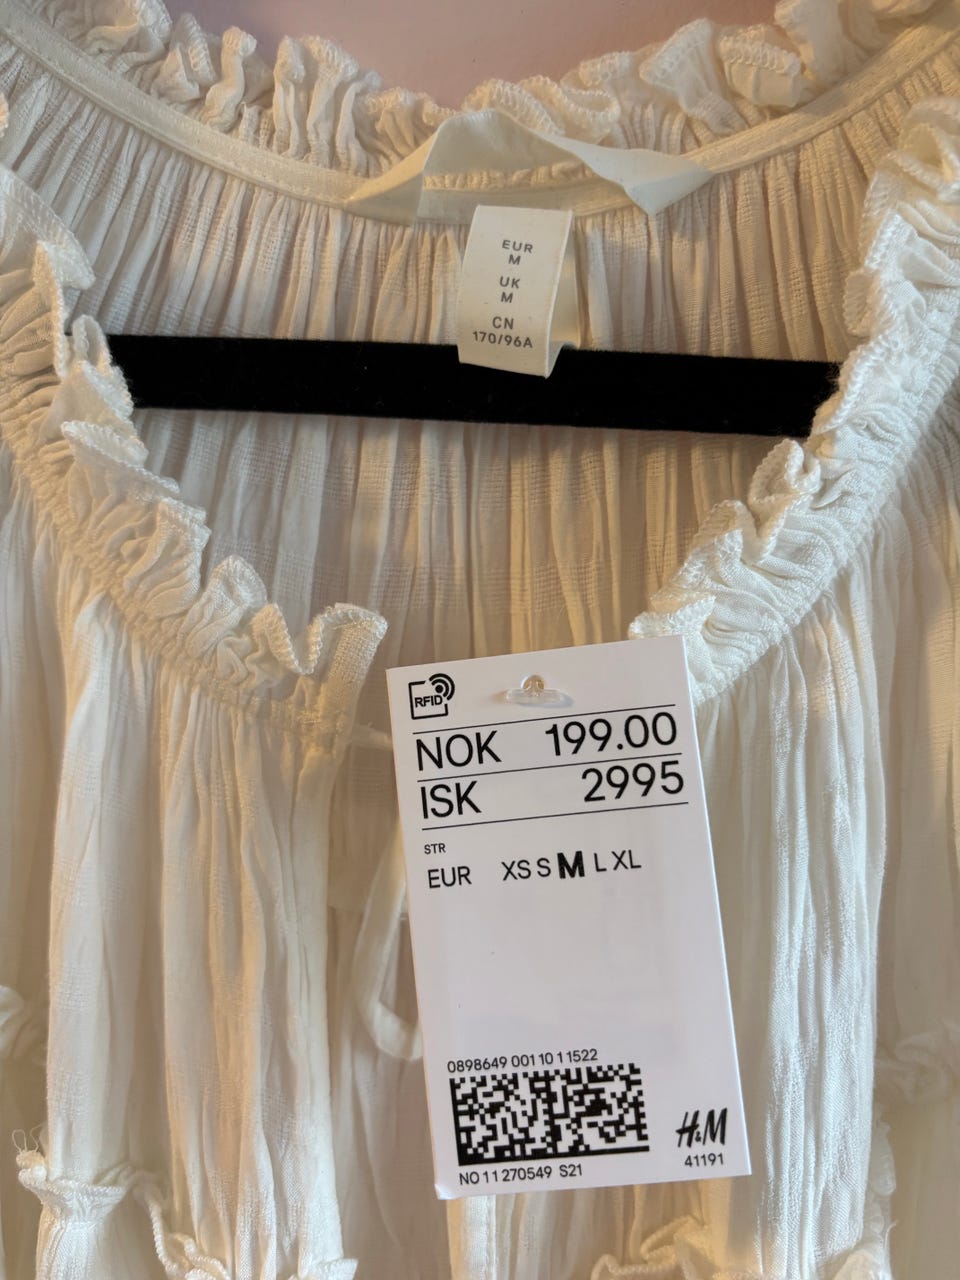 EUR
M
UK
M
CN
170/96A
RFID
NOK 199.00
ISK 2995
STR
EUR XS S M L XL
0898649 001 10 1 1522
H&M
41191
NO 11 270549 S21